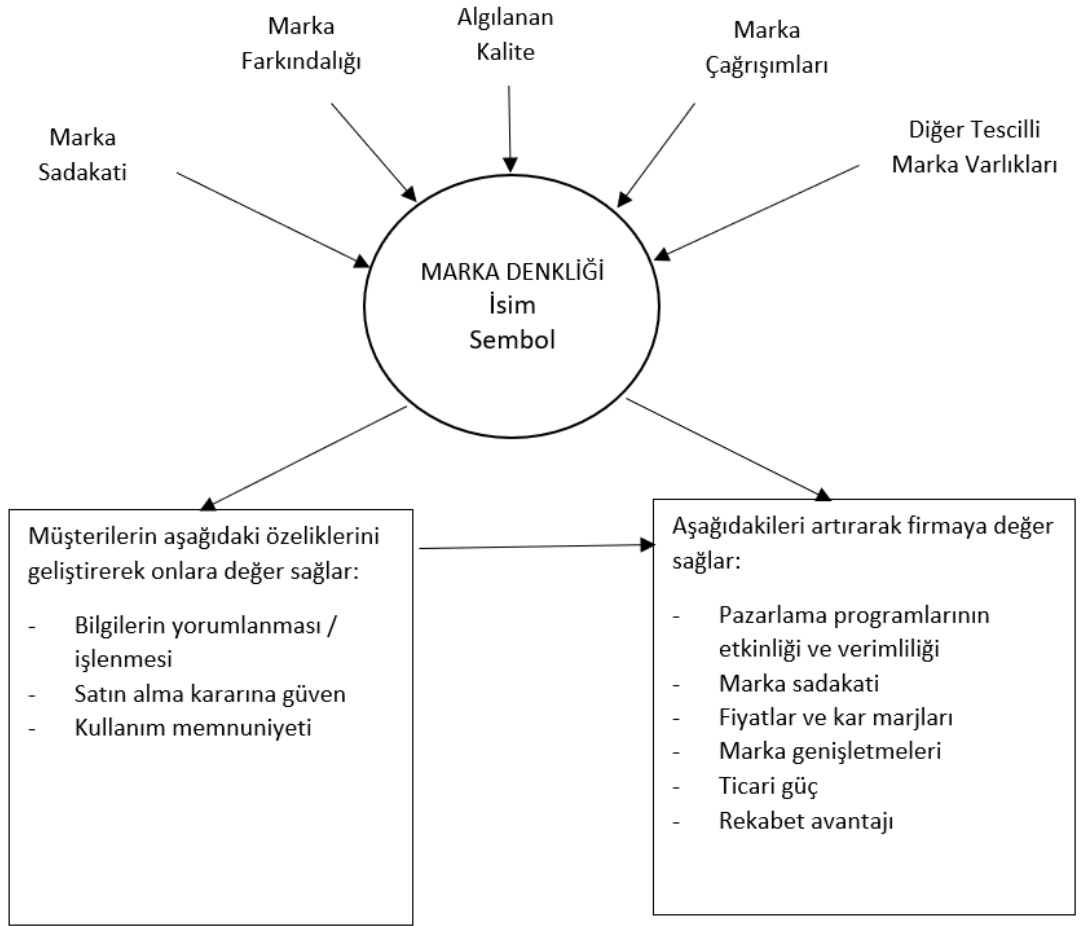 Marka
Farkındalığı
Algılanan
Kalite
Marka
Çağrışımları
Marka
Sadakati
Diğer Tescilli
Marka Varlıkları
MARKA DENKLİĞİ
İsim
Sembol
Müşterilerin aşağıdaki özeliklerini
geliştirerek onlara değer sağlar:
- Bilgilerin yorumlanması /
işlenmesi
- Satın alma kararına güven
- Kullanım memnuniyeti
Aşağıdakileri artırarak firmaya değer
sağlar:
- Pazarlama programlarının
etkinliği ve verimliliği
- Marka sadakati
- Fiyatlar ve kar marjları
- Marka genişletmeleri
- Ticari güç
- Rekabet avantajı